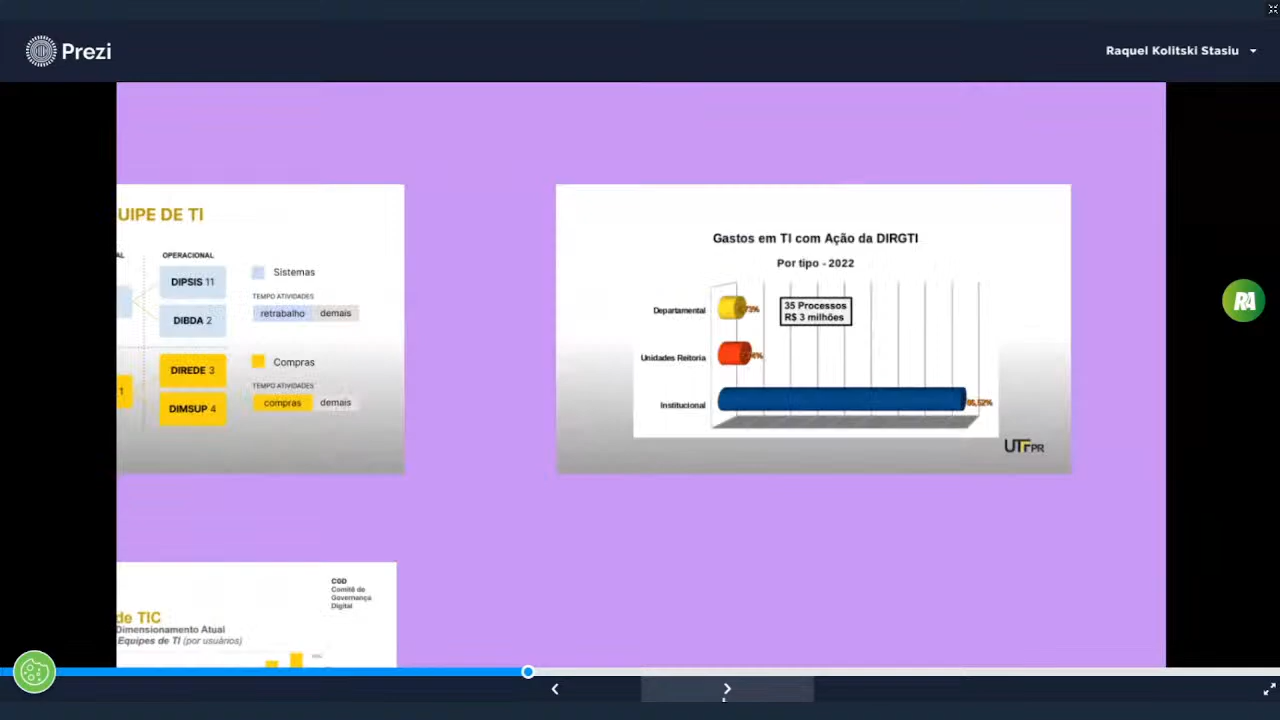 Prezi
Raquel Kolitski Stasiu
UIPE DE TI
AL
OPERACIONAL
DIPSIS 11
DIBDA 2
DIREDE 3
1
DIMSUP 4
Sistemas
TEMPO ATIVIDADES
retrabalho demais
Compras
TEMPO ATIVIDADES
compras demais
Gastos em TI com Ação da DIRGTI
Por tipo - 2022
Departamental
35 Processos
R$ 3 milhões
Unidades Reitoria
Institucional
UTFPR
RA
CGD
Comitê de
Governança
Digital
de TIC
Dimensionamento Atual
Equipes de TI (por usuários)